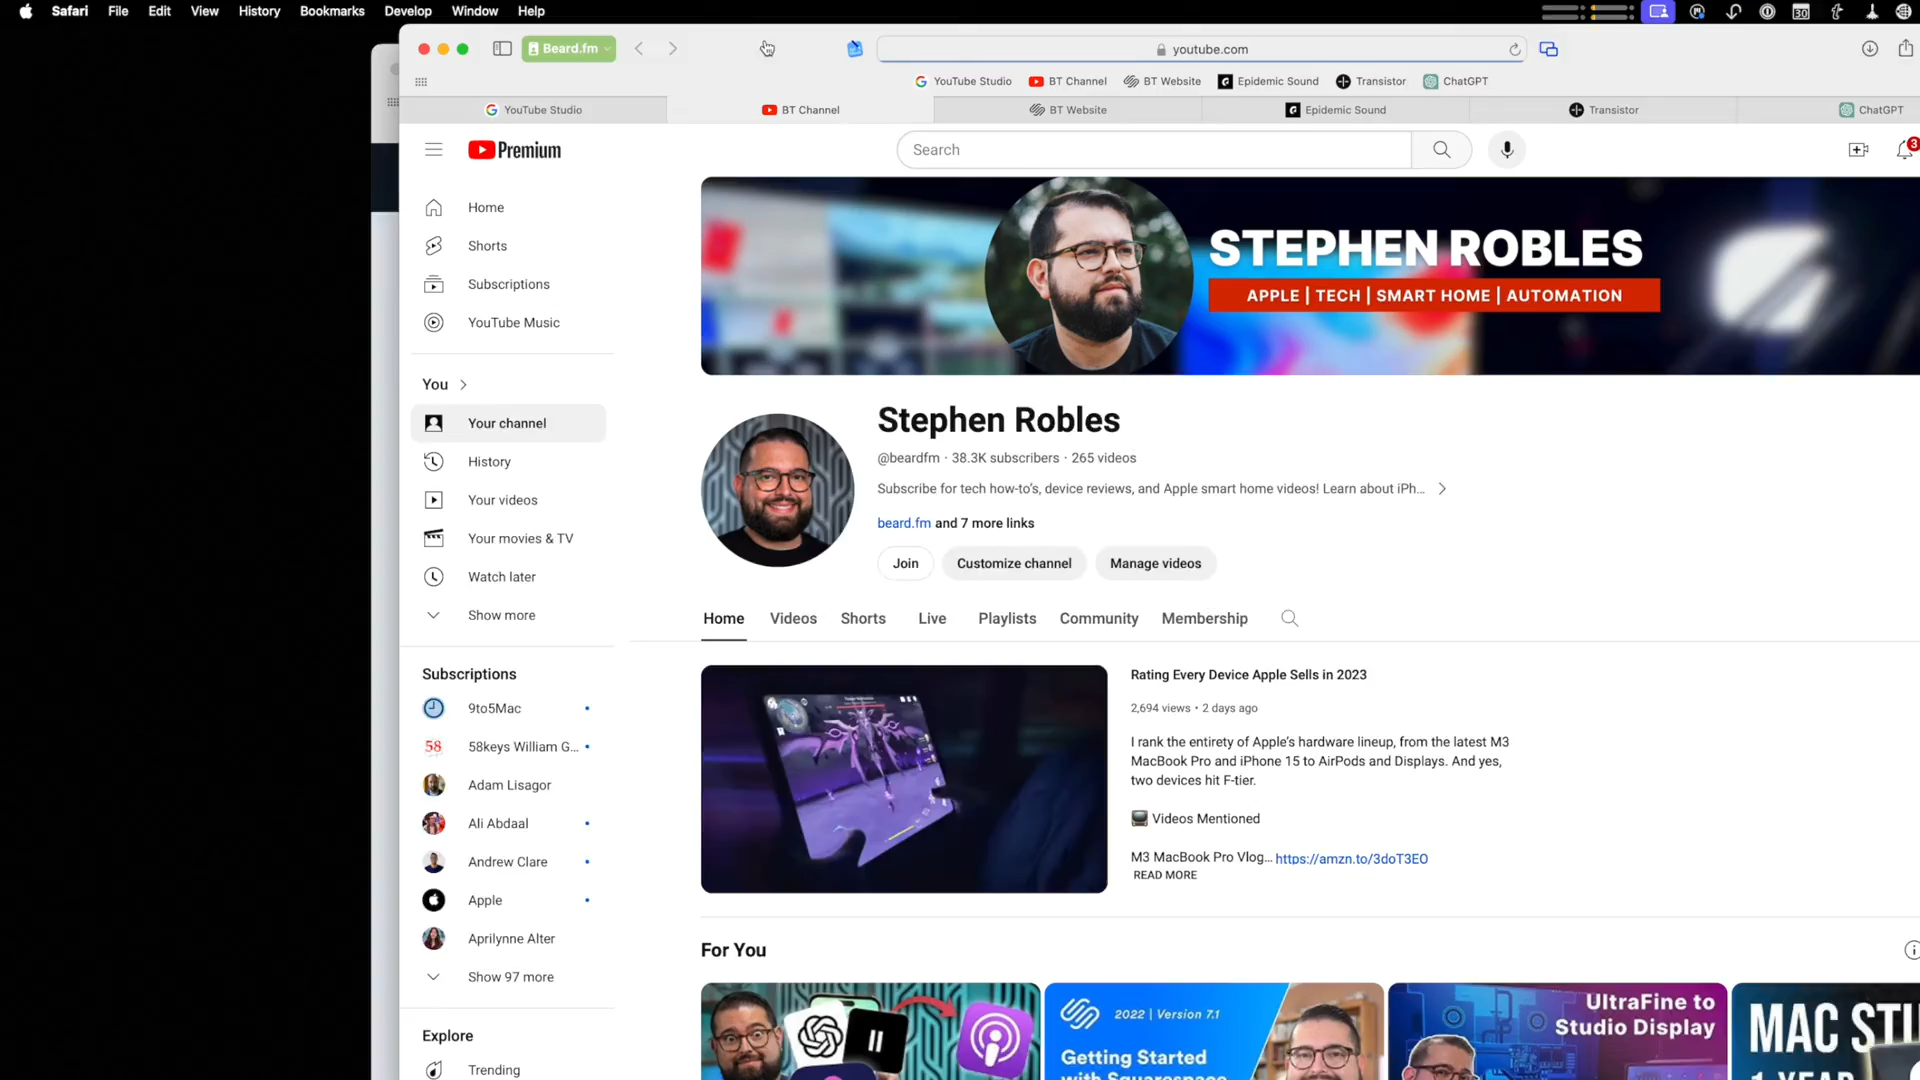 Safari File Edit View History Bookmarks Develop Window Help
30
Beard.fm
youtube.com
YouTube Studio BT Channel BT Website Epidemic Sound Transistor ChatGPT
YouTube Studio BT Channel BT Website Epidemic Sound Transistor ChatGPT
Premium
Search
3
Home
Shorts
Subscriptions
YouTube Music
You
Your channel
History
Your videos
Your movies & TV
Watch later
Show more
Subscriptions
9to5Mac
58 58keys William G...
Adam Lisagor
Ali Abdaal
Andrew Clare
Apple
Aprilynne Alter
Show 97 more
Explore
Trending
STEPHEN ROBLES
APPLE | TECH | SMART HOME | AUTOMATION
Stephen Robles
@beardfm · 38.3K subscribers · 265 videos
Subscribe for tech how-to's, device reviews, and Apple smart home videos! Learn about iPh...
beard.fm and 7 more links
Join Customize channel Manage videos
Home Videos Shorts Live Playlists Community Membership
Rating Every Device Apple Sells in 2023
2,694 views • 2 days ago
I rank the entirety of Apple's hardware lineup, from the latest M3
MacBook Pro and iPhone 15 to AirPods and Displays. And yes,
two devices hit F-tier.
Videos Mentioned
M3 MacBook Pro Vlog... https://amzn.to/3doT3EO
READ MORE
For You
2022 | Version 7.1
Getting Started
with Squarespace
UltraFine to
Studio Display
MAC STU
1 YEAR